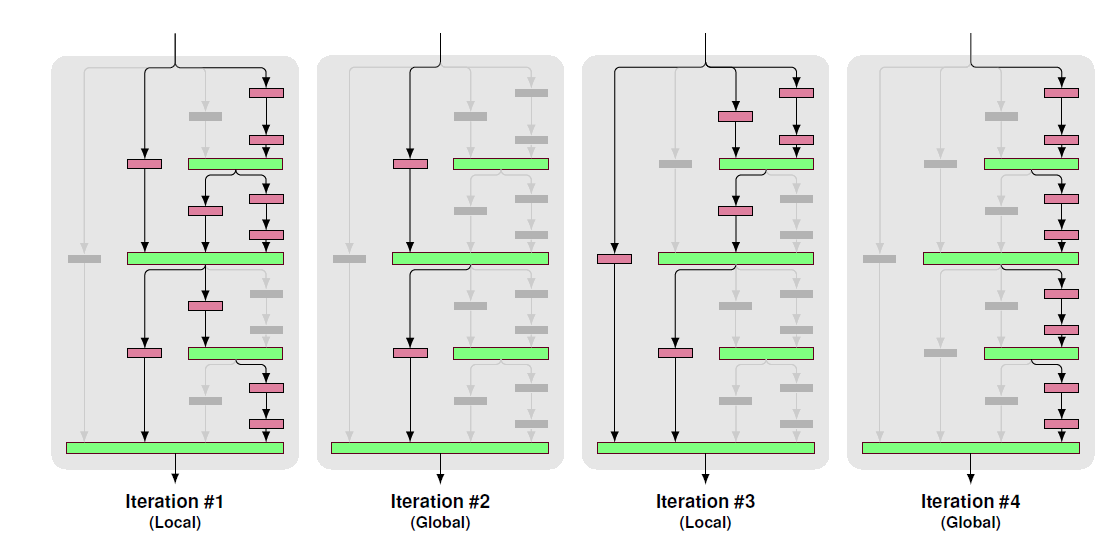 Iteration #1
(Local)
Iteration #2
(Global)
Iteration #3
(Local)
Iteration #4
(Global)